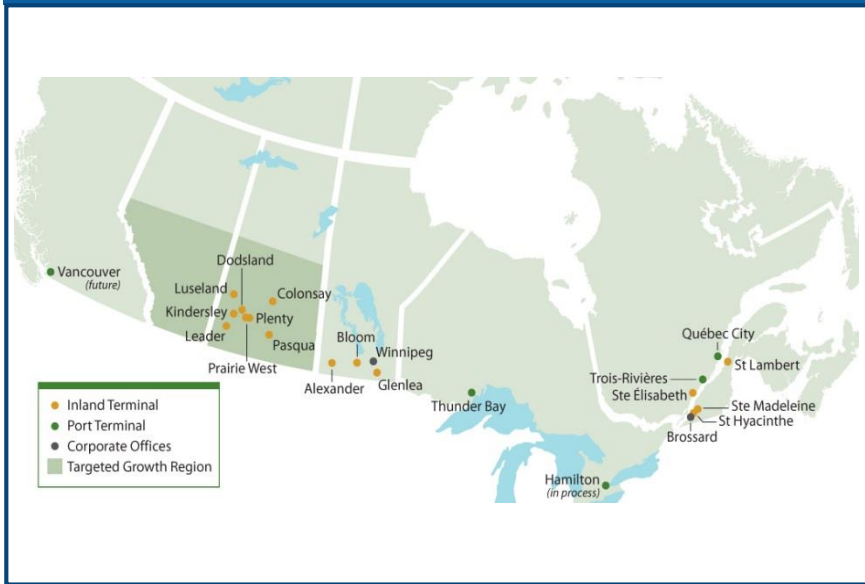 Dodsland
Vancouver
(future)
Luseland
Colonsay
Kindersley
Plenty
Leader
Pasqua
Prairie West
Bloom
Winnipeg
Alexander
Glenlea
Thunder Bay
Québec City
St Lambert
Trois-Rivières
Ste Élisabeth
Ste Madeleine
St Hyacinthe
Brossard
Hamilton
(in process)
Inland Terminal
Port Terminal
Corporate Offices
Targeted Growth Region